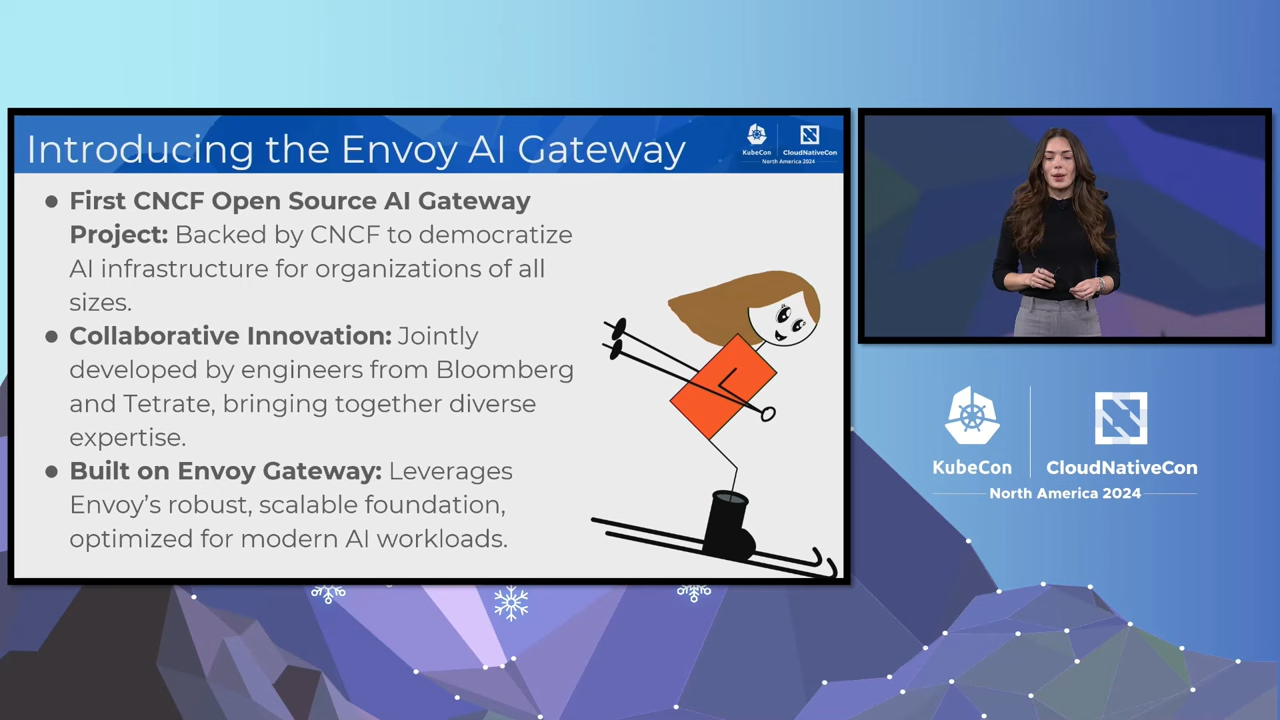 Introducing the Envoy AI Gateway
KubeCon
CloudNativeCon
North America 2024
● First CNCF Open Source AI Gateway
Project: Backed by CNCF to democratize
AI infrastructure for organizations of all
sizes.
● Collaborative Innovation: Jointly
developed by engineers from Bloomberg
and Tetrate, bringing together diverse
expertise.
● Built on Envoy Gateway: Leverages
Envoy’s robust, scalable foundation,
optimized for modern AI workloads.
KubeCon
CloudNativeCon
North America 2024